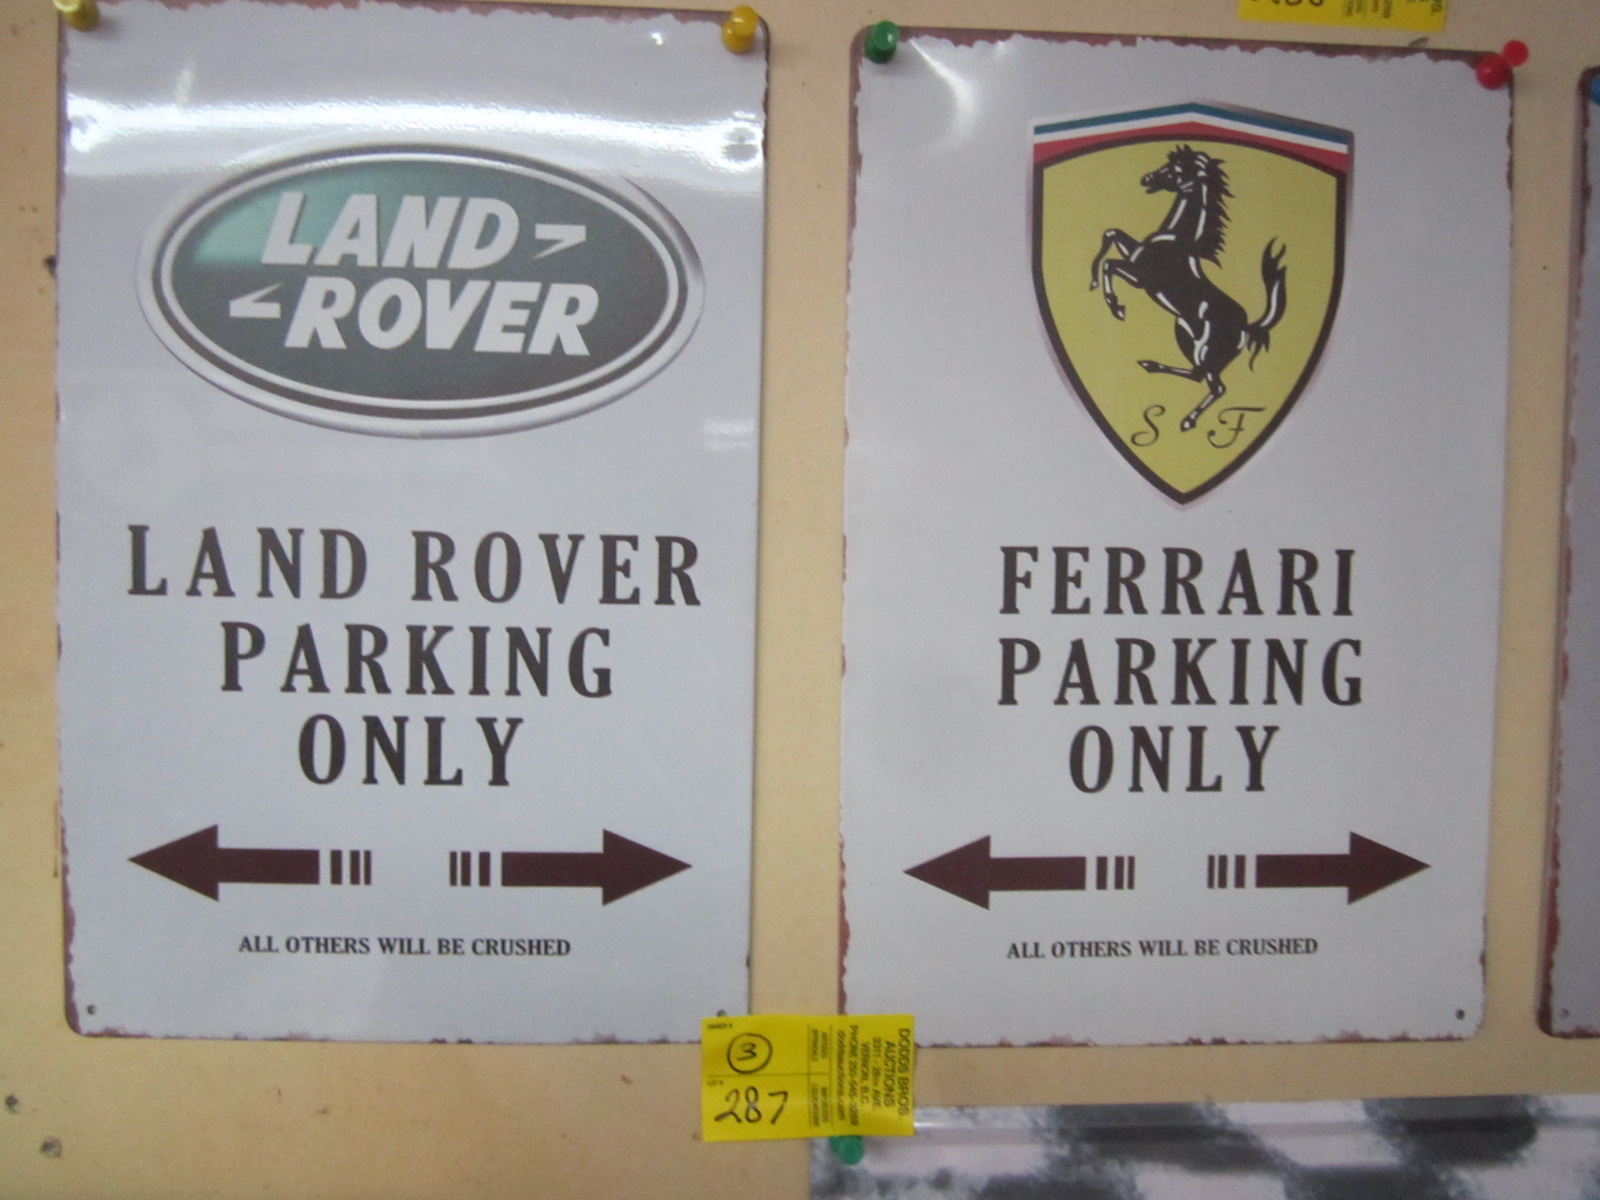 LAND
ROVER
LAND ROVER
PARKING
ONLY
ALL OTHERS WILL BE CRUSHED
S F
FERRARI
PARKING
ONLY
ALL OTHERS WILL BE CRUSHED
3
287
DODDS BROS
AUCTIONS
VERNON, B.C.